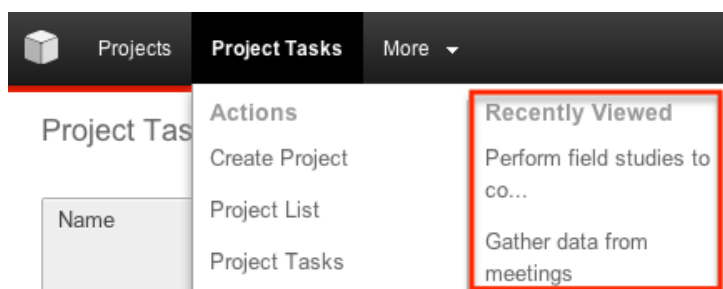 Projects Project Tasks More
Project Tas
Name
Actions
Create Project
Project List
Project Tasks
Recently Viewed
Perform field studies to
co...
Gather data from
meetings